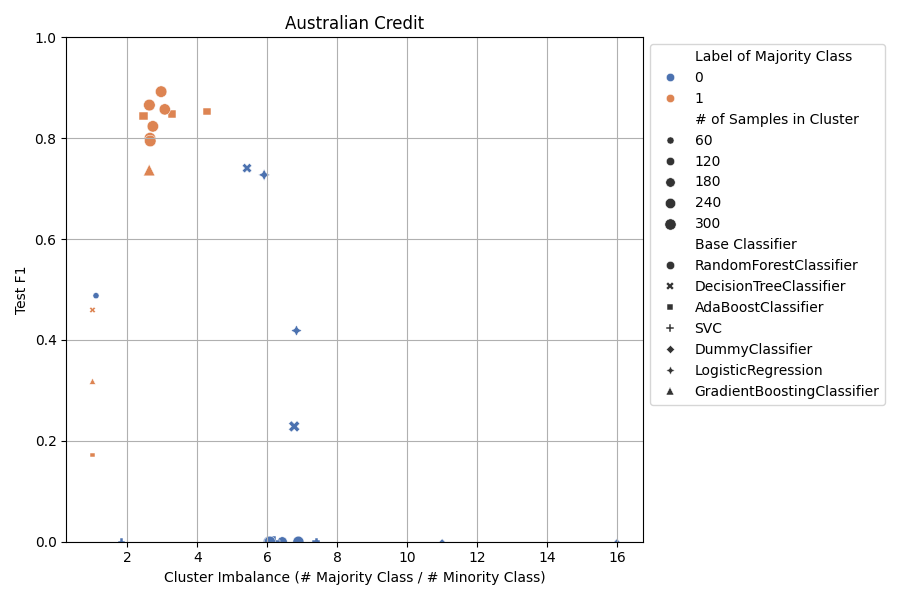 Australian Credit
1.0
0.8
0.6
0.4
0.2
0.0
Test F1
2 4 6 8 10 12 14 16
Cluster Imbalance (# Majority Class / # Minority Class)
Label of Majority Class
0
1
# of Samples in Cluster
60
120
180
240
300
Base Classifier
RandomForestClassifier
DecisionTreeClassifier
AdaBoostClassifier
SVC
DummyClassifier
LogisticRegression
GradientBoostingClassifier